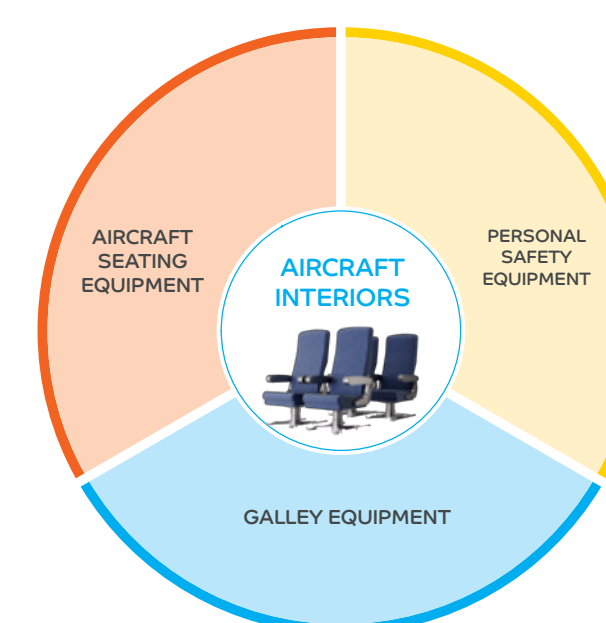 AIRCRAFT
SEATING
EQUIPMENT
AIRCRAFT
INTERIORS
PERSONAL
SAFETY
EQUIPMENT
GALLEY EQUIPMENT